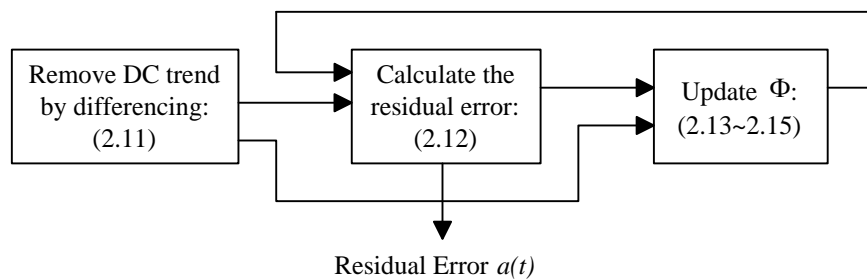 Remove DC trend
by differencing:
(2.11)
Calculate the
residual error:
(2.12)
Update Φ:
(2.13~2.15)
Residual Error a(t)